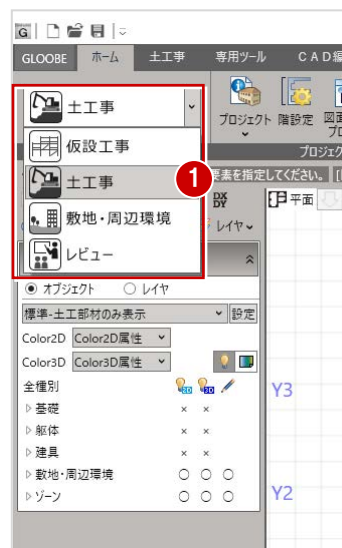 G
GLOOBE ホーム 土工事 専用ツール CAD編
土工事
仮設工事
土工事
敷地・周辺環境
レビュー
1
プロジェクト 階設定 図面
プロジェク
要素を指定してください。
平面
レイヤ
オブジェクト レイヤ
標準-土工部材のみ表示 設定
Color2D Color2D属性
Color3D Color3D属性
全種別 2D 3D
基礎 × ×
躯体 × ×
建具 × ×
敷地・周辺環境 ○ ○ ○
ゾーン ○ ○ ○
Y3
Y2